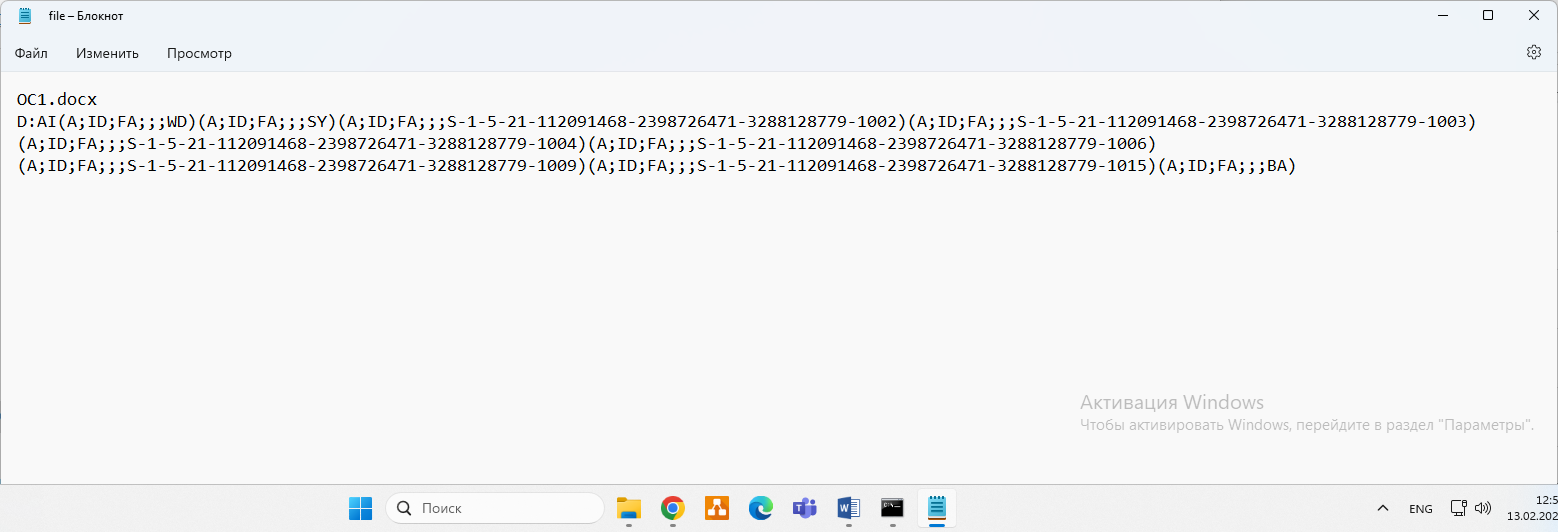 file – Блокнот
Файл Изменить Просмотр
OC1.docx
D:AI(A;ID;FA;;;WD)(A;ID;FA;;;SY)(A;ID;FA;;;S-1-5-21-112091468-2398726471-3288128779-1002)(A;ID;FA;;;S-1-5-21-112091468-2398726471-3288128779-1003)
(A;ID;FA;;;S-1-5-21-112091468-2398726471-3288128779-1004)(A;ID;FA;;;S-1-5-21-112091468-2398726471-3288128779-1006)
(A;ID;FA;;;S-1-5-21-112091468-2398726471-3288128779-1009)(A;ID;FA;;;S-1-5-21-112091468-2398726471-3288128779-1015)(A;ID;FA;;;BA)
Активация Windows
Чтобы активировать Windows, перейдите в раздел "Параметры".
Поиск
ENG
12:5
13.02.202